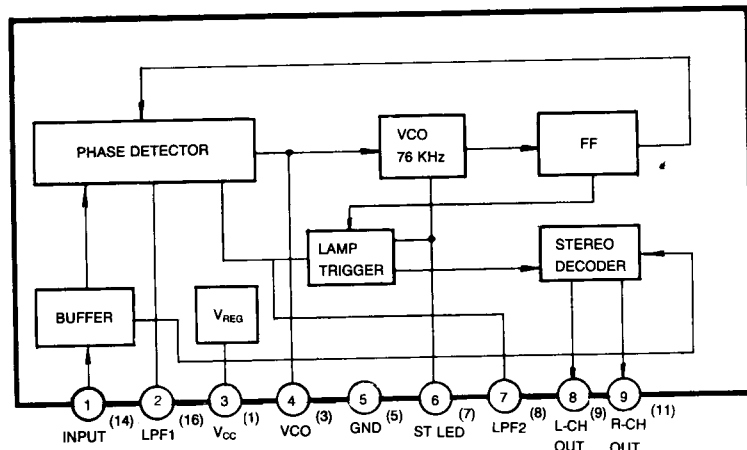 PHASE DETECTOR
VCO
76 KHz
FF
LAMP
TRIGGER
STEREO
DECODER
BUFFER
VREG
1 (14) 2 (16) 3 (1) 4 (3) 5 (5) 6 (7) 7 (8) 8 (9) 9 (11)
INPUT LPF1 VCC VCO GND ST LED LPF2 L-CH R-CH
OUT OUT